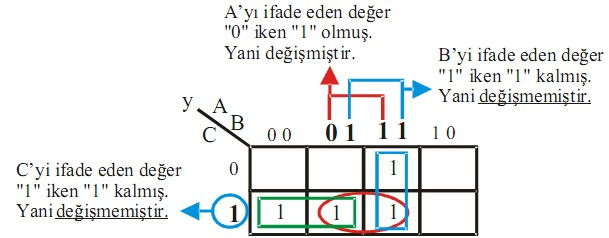 A’yı ifade eden değer
"0" iken "1" olmuş.
Yani değişmiştir.
B’yi ifade eden değer
"1" iken "1" kalmış.
Yani değişmemiştir.
y A
B
C
0 0 0 1 1 1 1 0
C’yi ifade eden değer
"1" iken "1" kalmış.
Yani değişmemiştir.
0 1
1 1 1 1